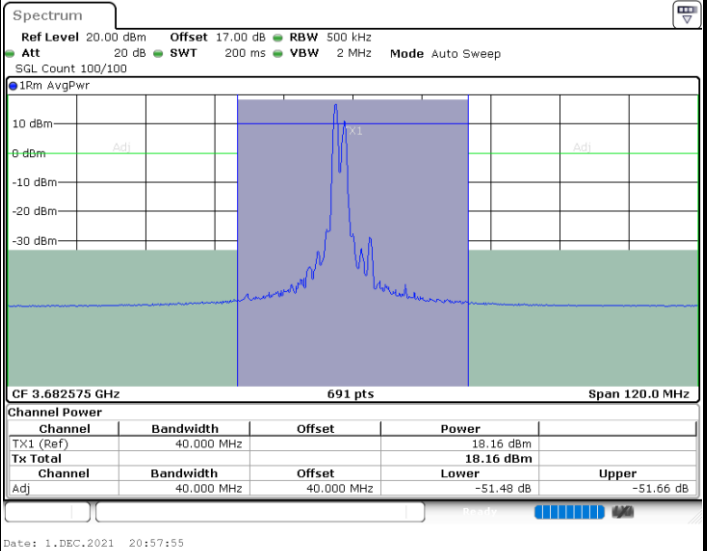 Spectrum
Ref Level 20.00 dBm Offset 17.00 dB RBW 500 kHz
Att 20 dB SWT 200 ms VBW 2 MHz Mode Auto Sweep
SGL Count 100/100
1Rm AvgPwr
10 dBm
TX1
0 dBm Adj Adj
-10 dBm
-20 dBm
-30 dBm
CF 3.682575 GHz 691 pts Span 120.0 MHz
Channel Power
Channel Bandwidth Offset Power
TX1 (Ref) 40.000 MHz 18.16 dBm
Tx Total 18.16 dBm
Channel Bandwidth Offset Lower Upper
Adj 40.000 MHz 40.000 MHz -51.48 dB -51.66 dB
Ready
Date: 1.DEC.2021 20:57:55